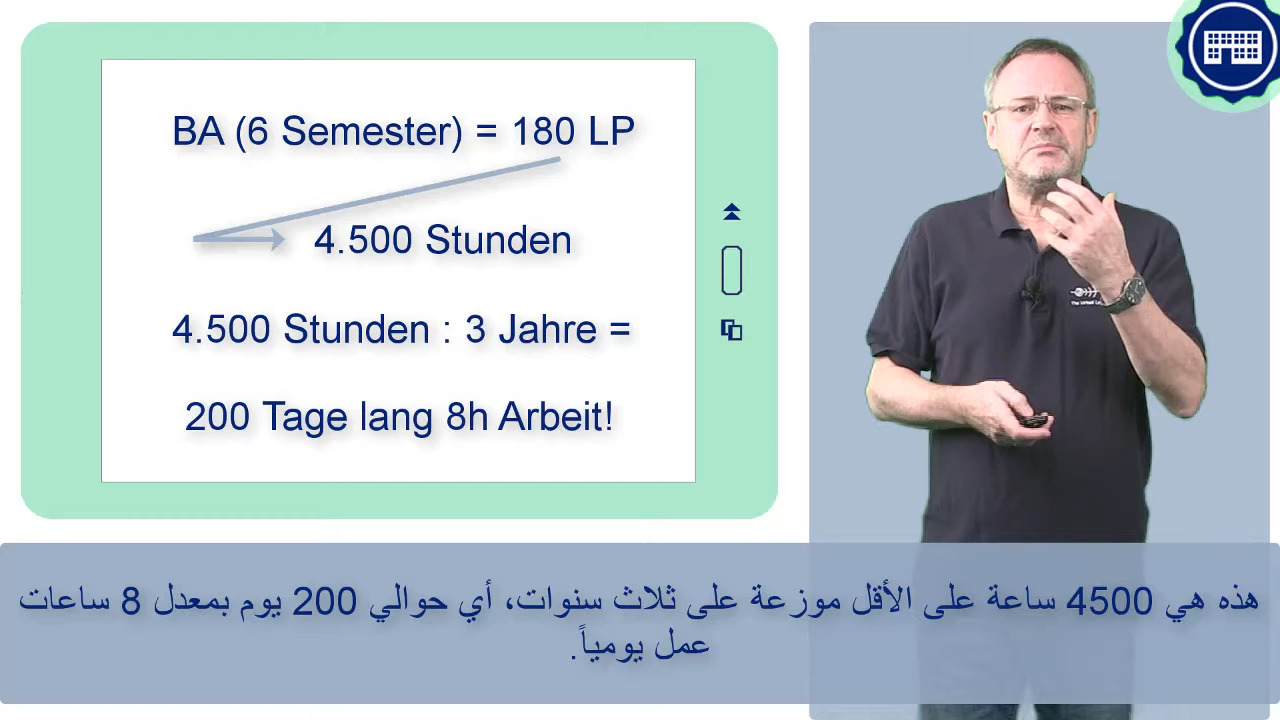 BA (6 Semester) = 180 LP
4.500 Stunden
4.500 Stunden : 3 Jahre =
200 Tage lang 8h Arbeit!
هذه هي 4500 ساعة على الأقل موزعة على ثلاث سنوات، أي حوالي 200 يوم بمعدل 8 ساعات
عمل يومياً.